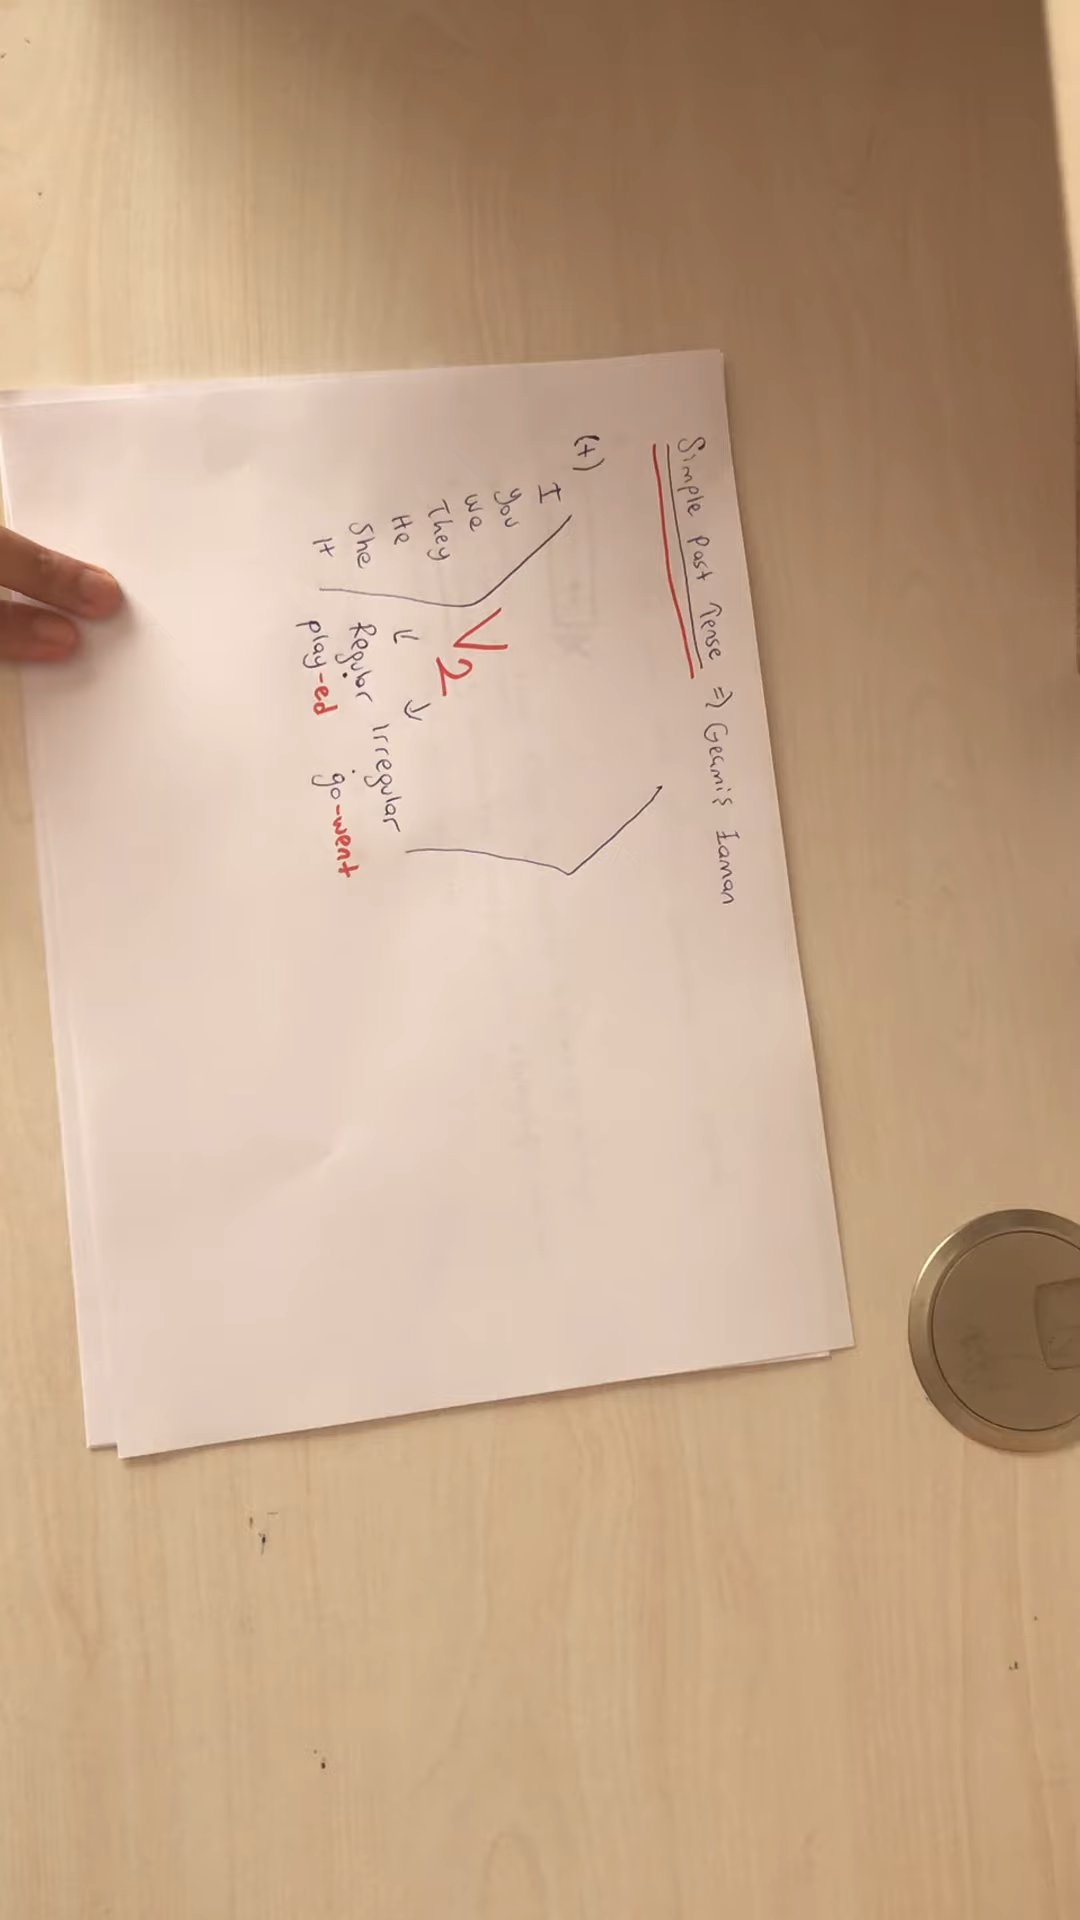 Simple Past Tense => Geçmiş Zaman
(+)
I
You
We
They
He
She
It
V2
↓ ↓
Regular Irregular
play-ed go-went